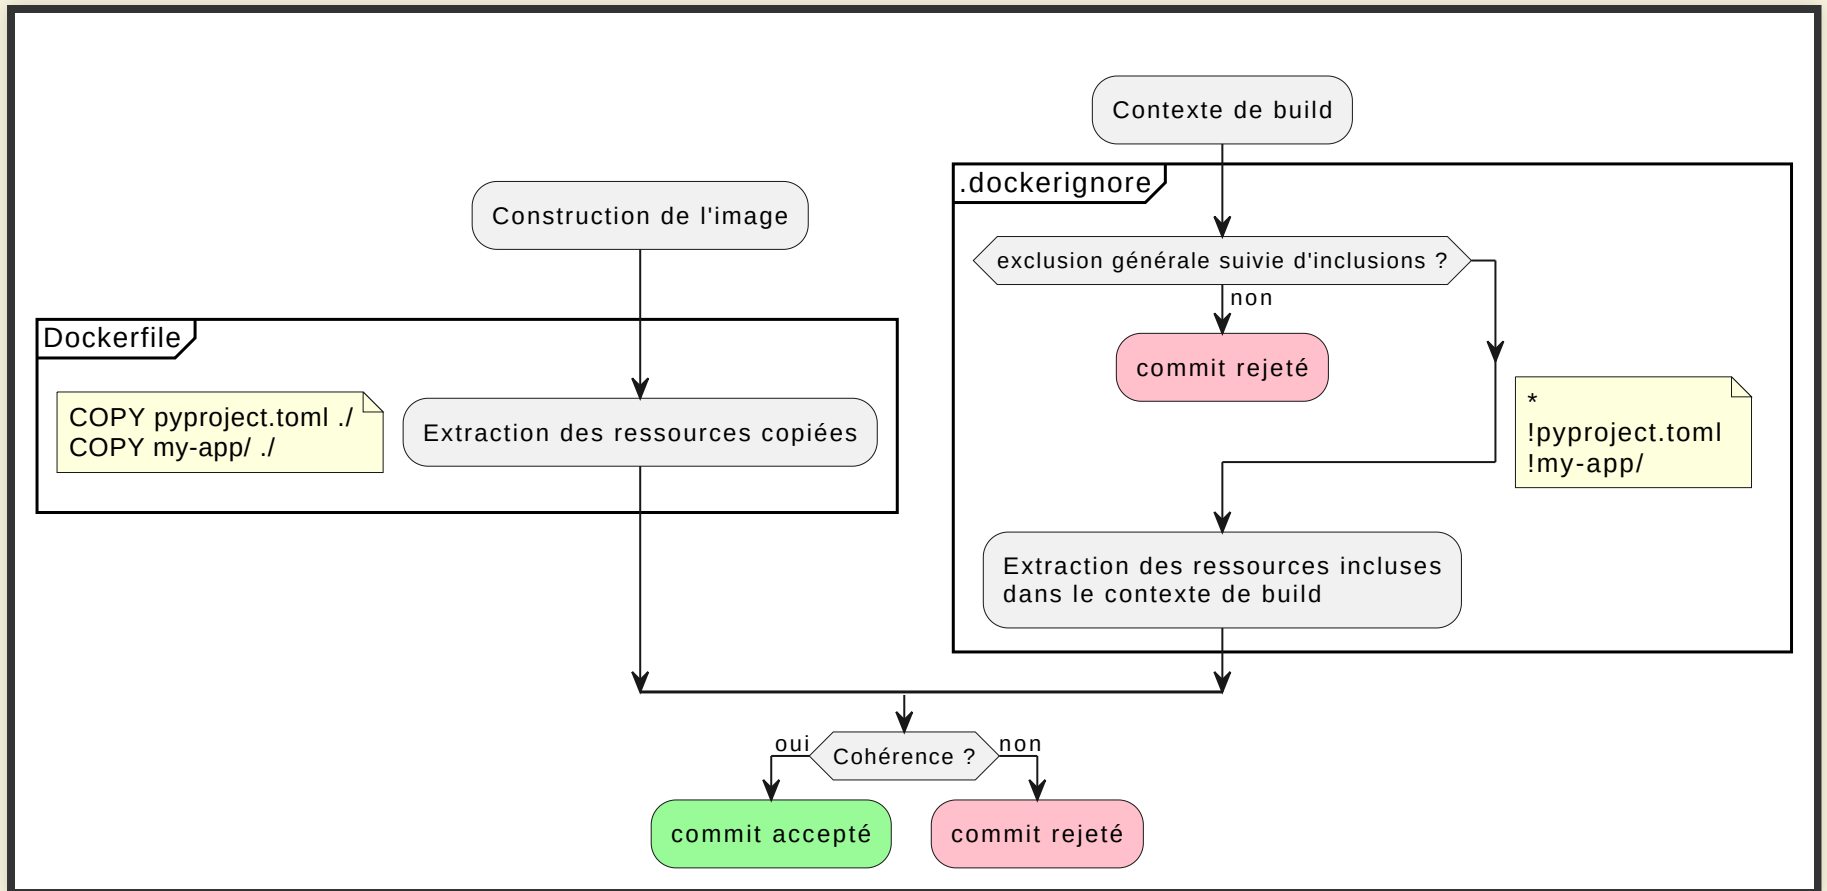 Contexte de build
.dockerignore
Construction de l'image
exclusion générale suivie d'inclusions ?
non
Dockerfile
commit rejeté
COPY pyproject.toml ./
COPY my-app/ ./
Extraction des ressources copiées
*
!pyproject.toml
!my-app/
Extraction des ressources incluses
dans le contexte de build
oui
Cohérence ?
non
commit accepté
commit rejeté